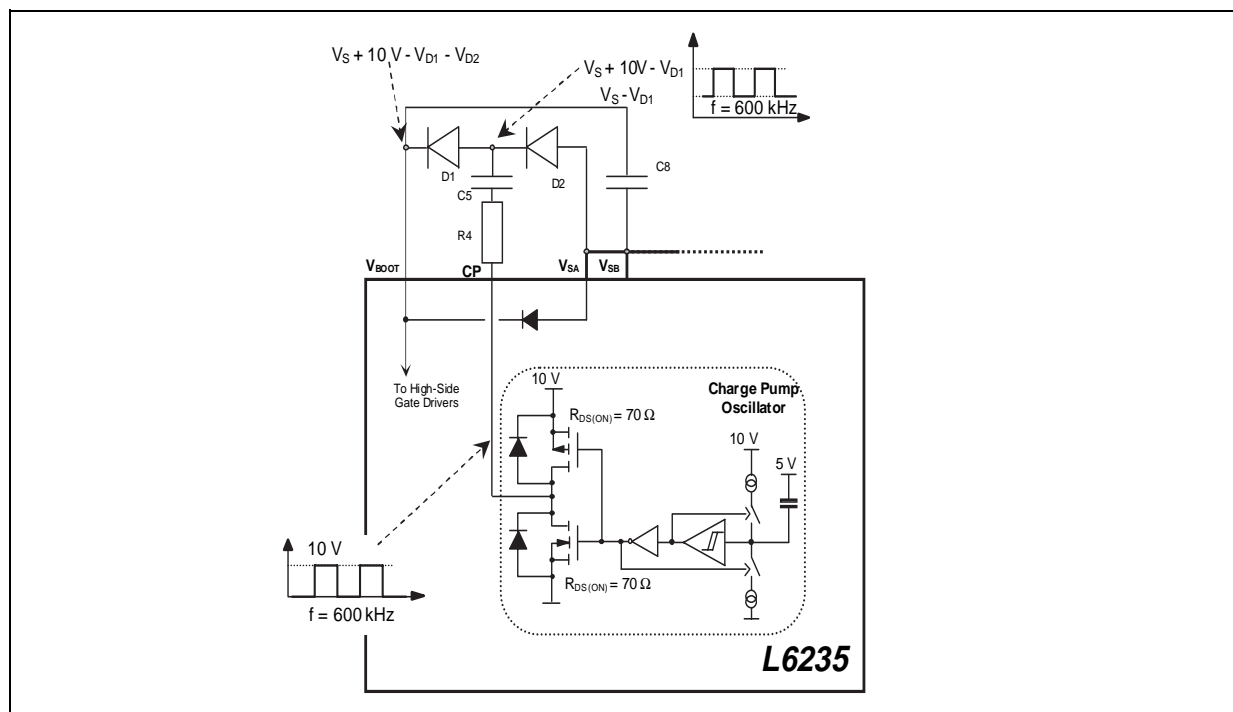 V_S + 10 V - V_D1 - V_D2
V_S + 10V - V_D1
V_S - V_D1
f = 600 kHz
D1
D2
C5
C8
R4
V_BOOT
CP
V_SA
V_SB
To High-Side
Gate Drivers
10 V
R_DS(ON) = 70 Ω
Charge Pump
Oscillator
10 V
5 V
10 V
f = 600 kHz
R_DS(ON) = 70 Ω
L6235